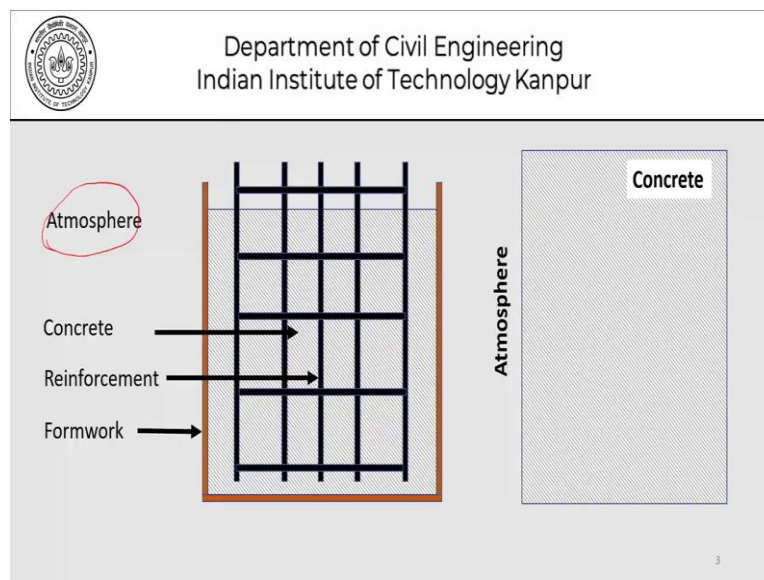 Department of Civil Engineering
Indian Institute of Technology Kanpur
Atmosphere
Concrete
Reinforcement
Formwork
Concrete
Atmosphere
3